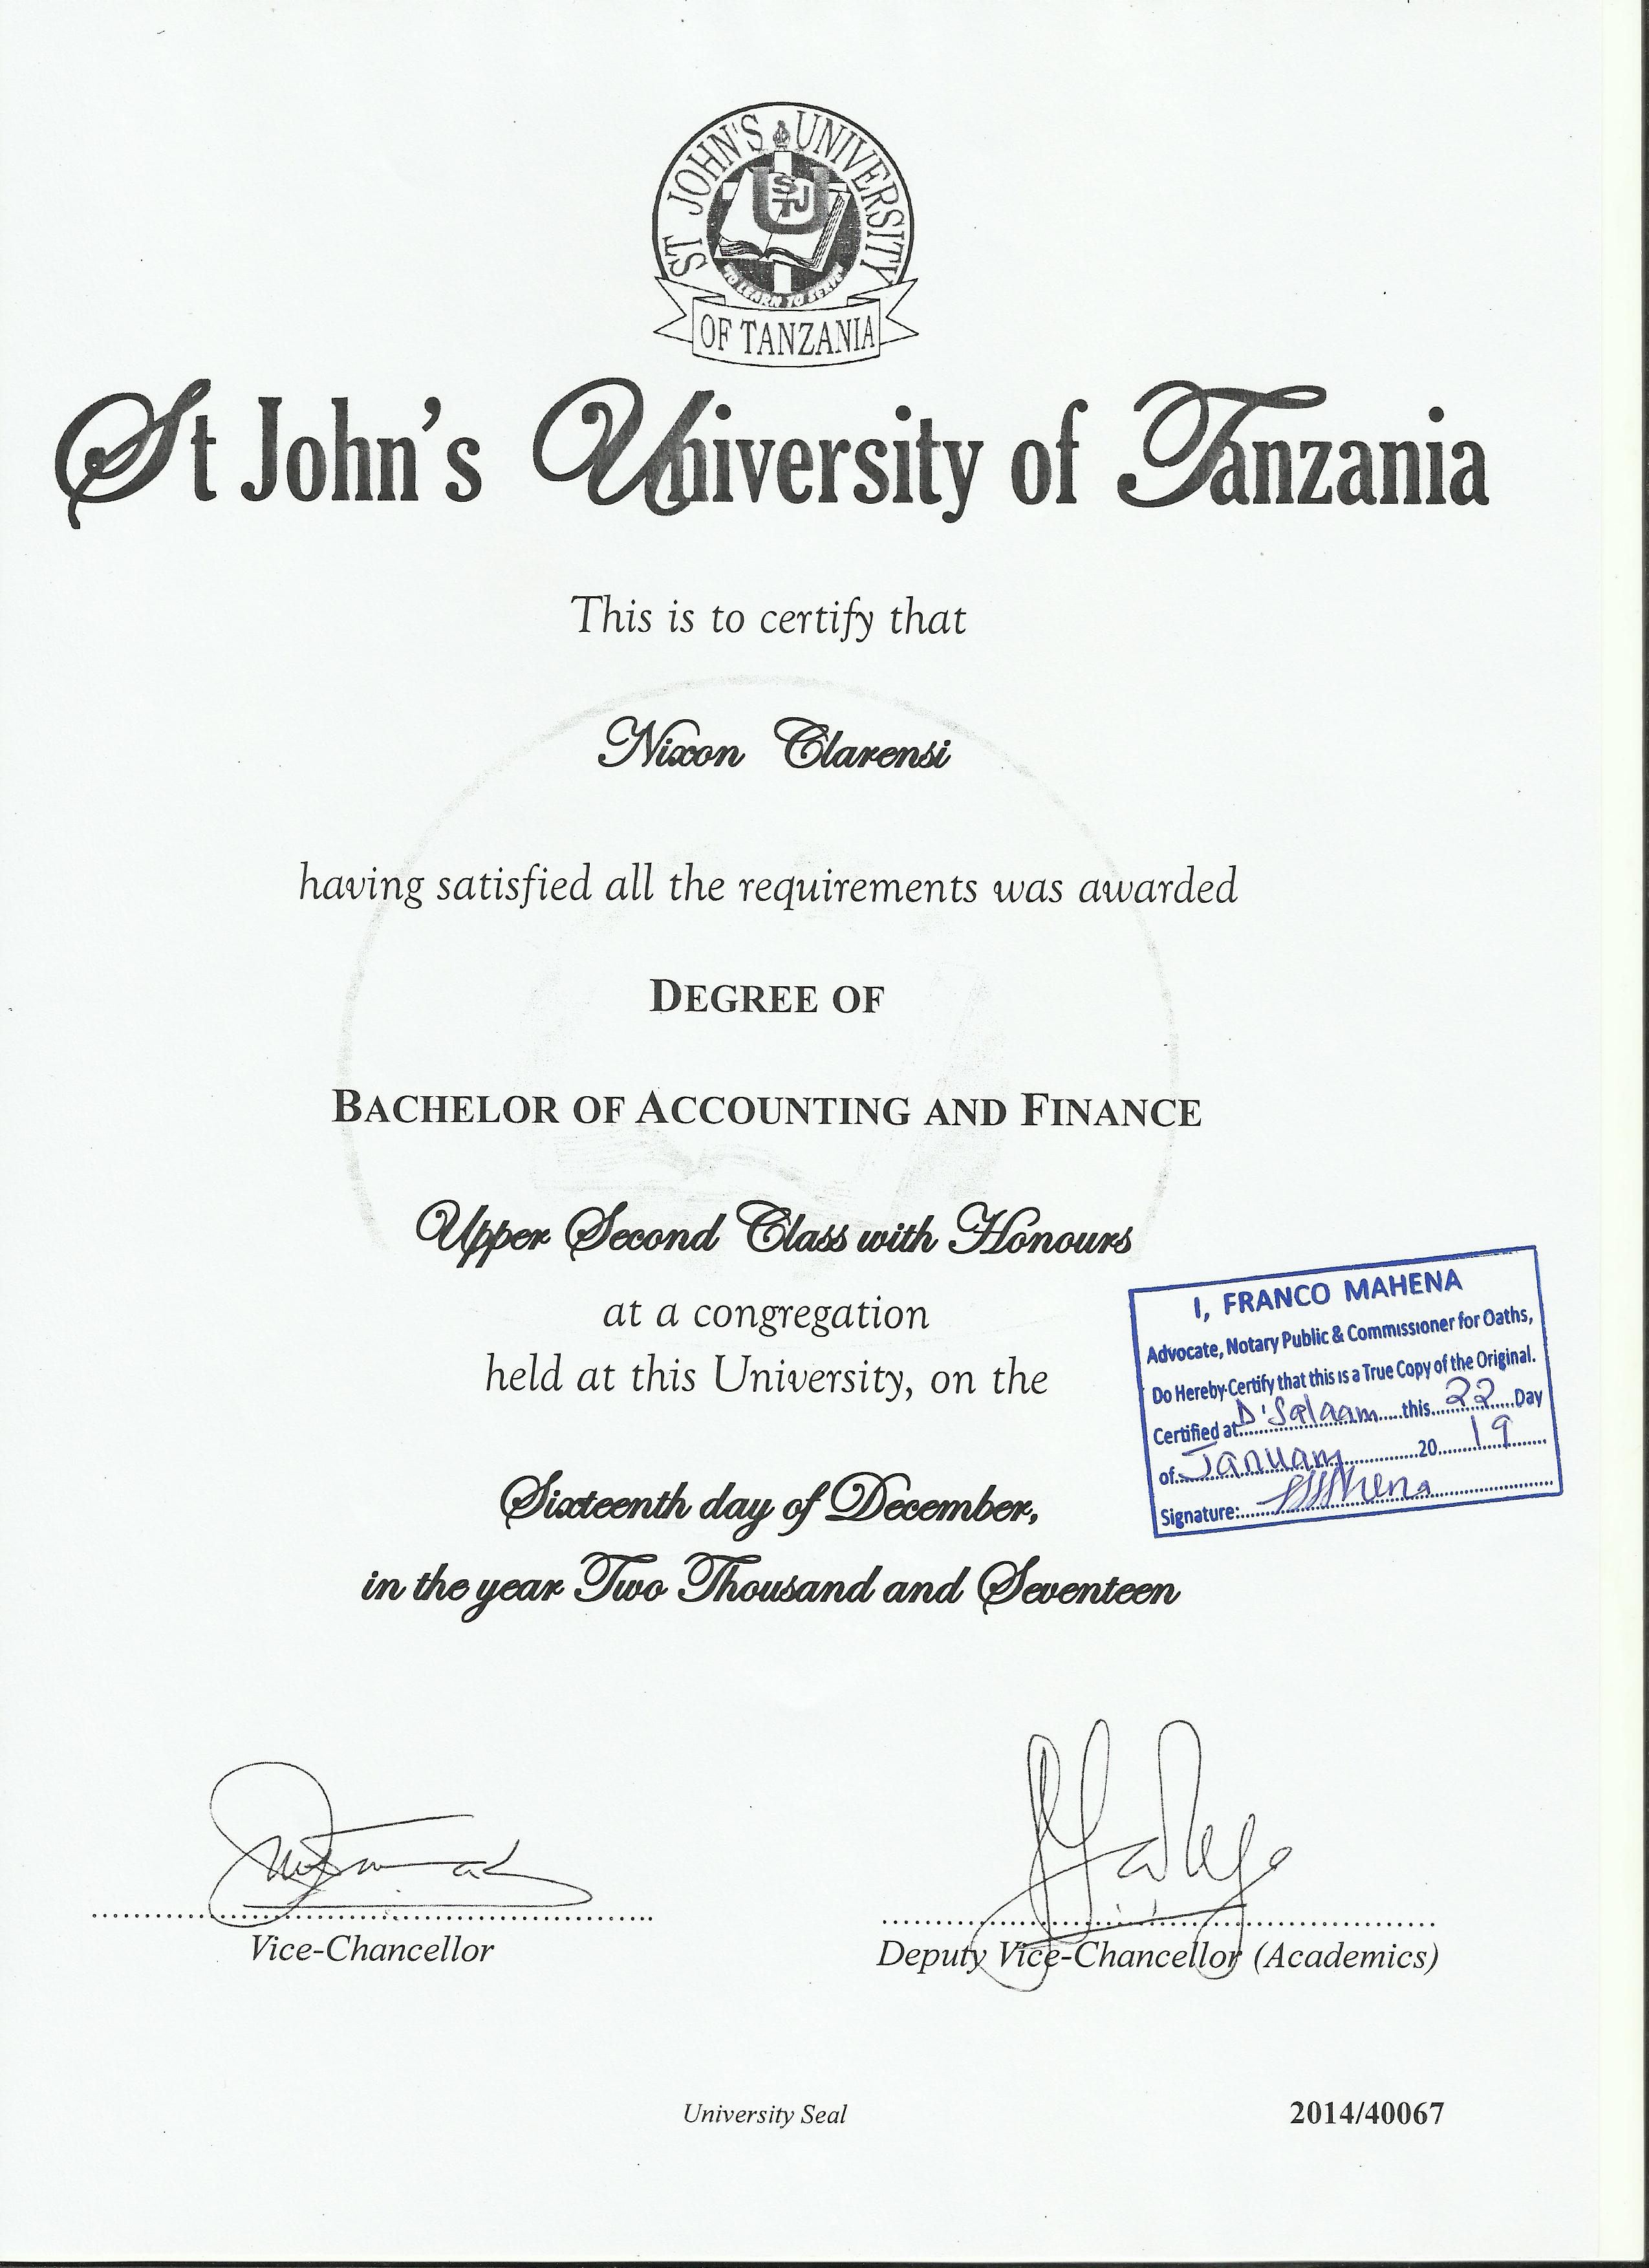 ST JOHN'S UNIVERSITY
STJ
TO LEARN TO SERVE
OF TANZANIA
St John's University of Tanzania
This is to certify that
Nixon Clarensi
having satisfied all the requirements was awarded
DEGREE OF
BACHELOR OF ACCOUNTING AND FINANCE
Upper Second Class with Honours
at a congregation
held at this University, on the
Sixteenth day of December,
in the year Two Thousand and Seventeen
I, FRANCO MAHENA
Advocate, Notary Public & Commissioner for Oaths,
Do Hereby Certify that this is a True Copy of the Original.
Certified at D'Salaam this 22 Day
of January 20 19
Signature:
Vice-Chancellor
Deputy Vice-Chancellor (Academics)
University Seal
2014/40067